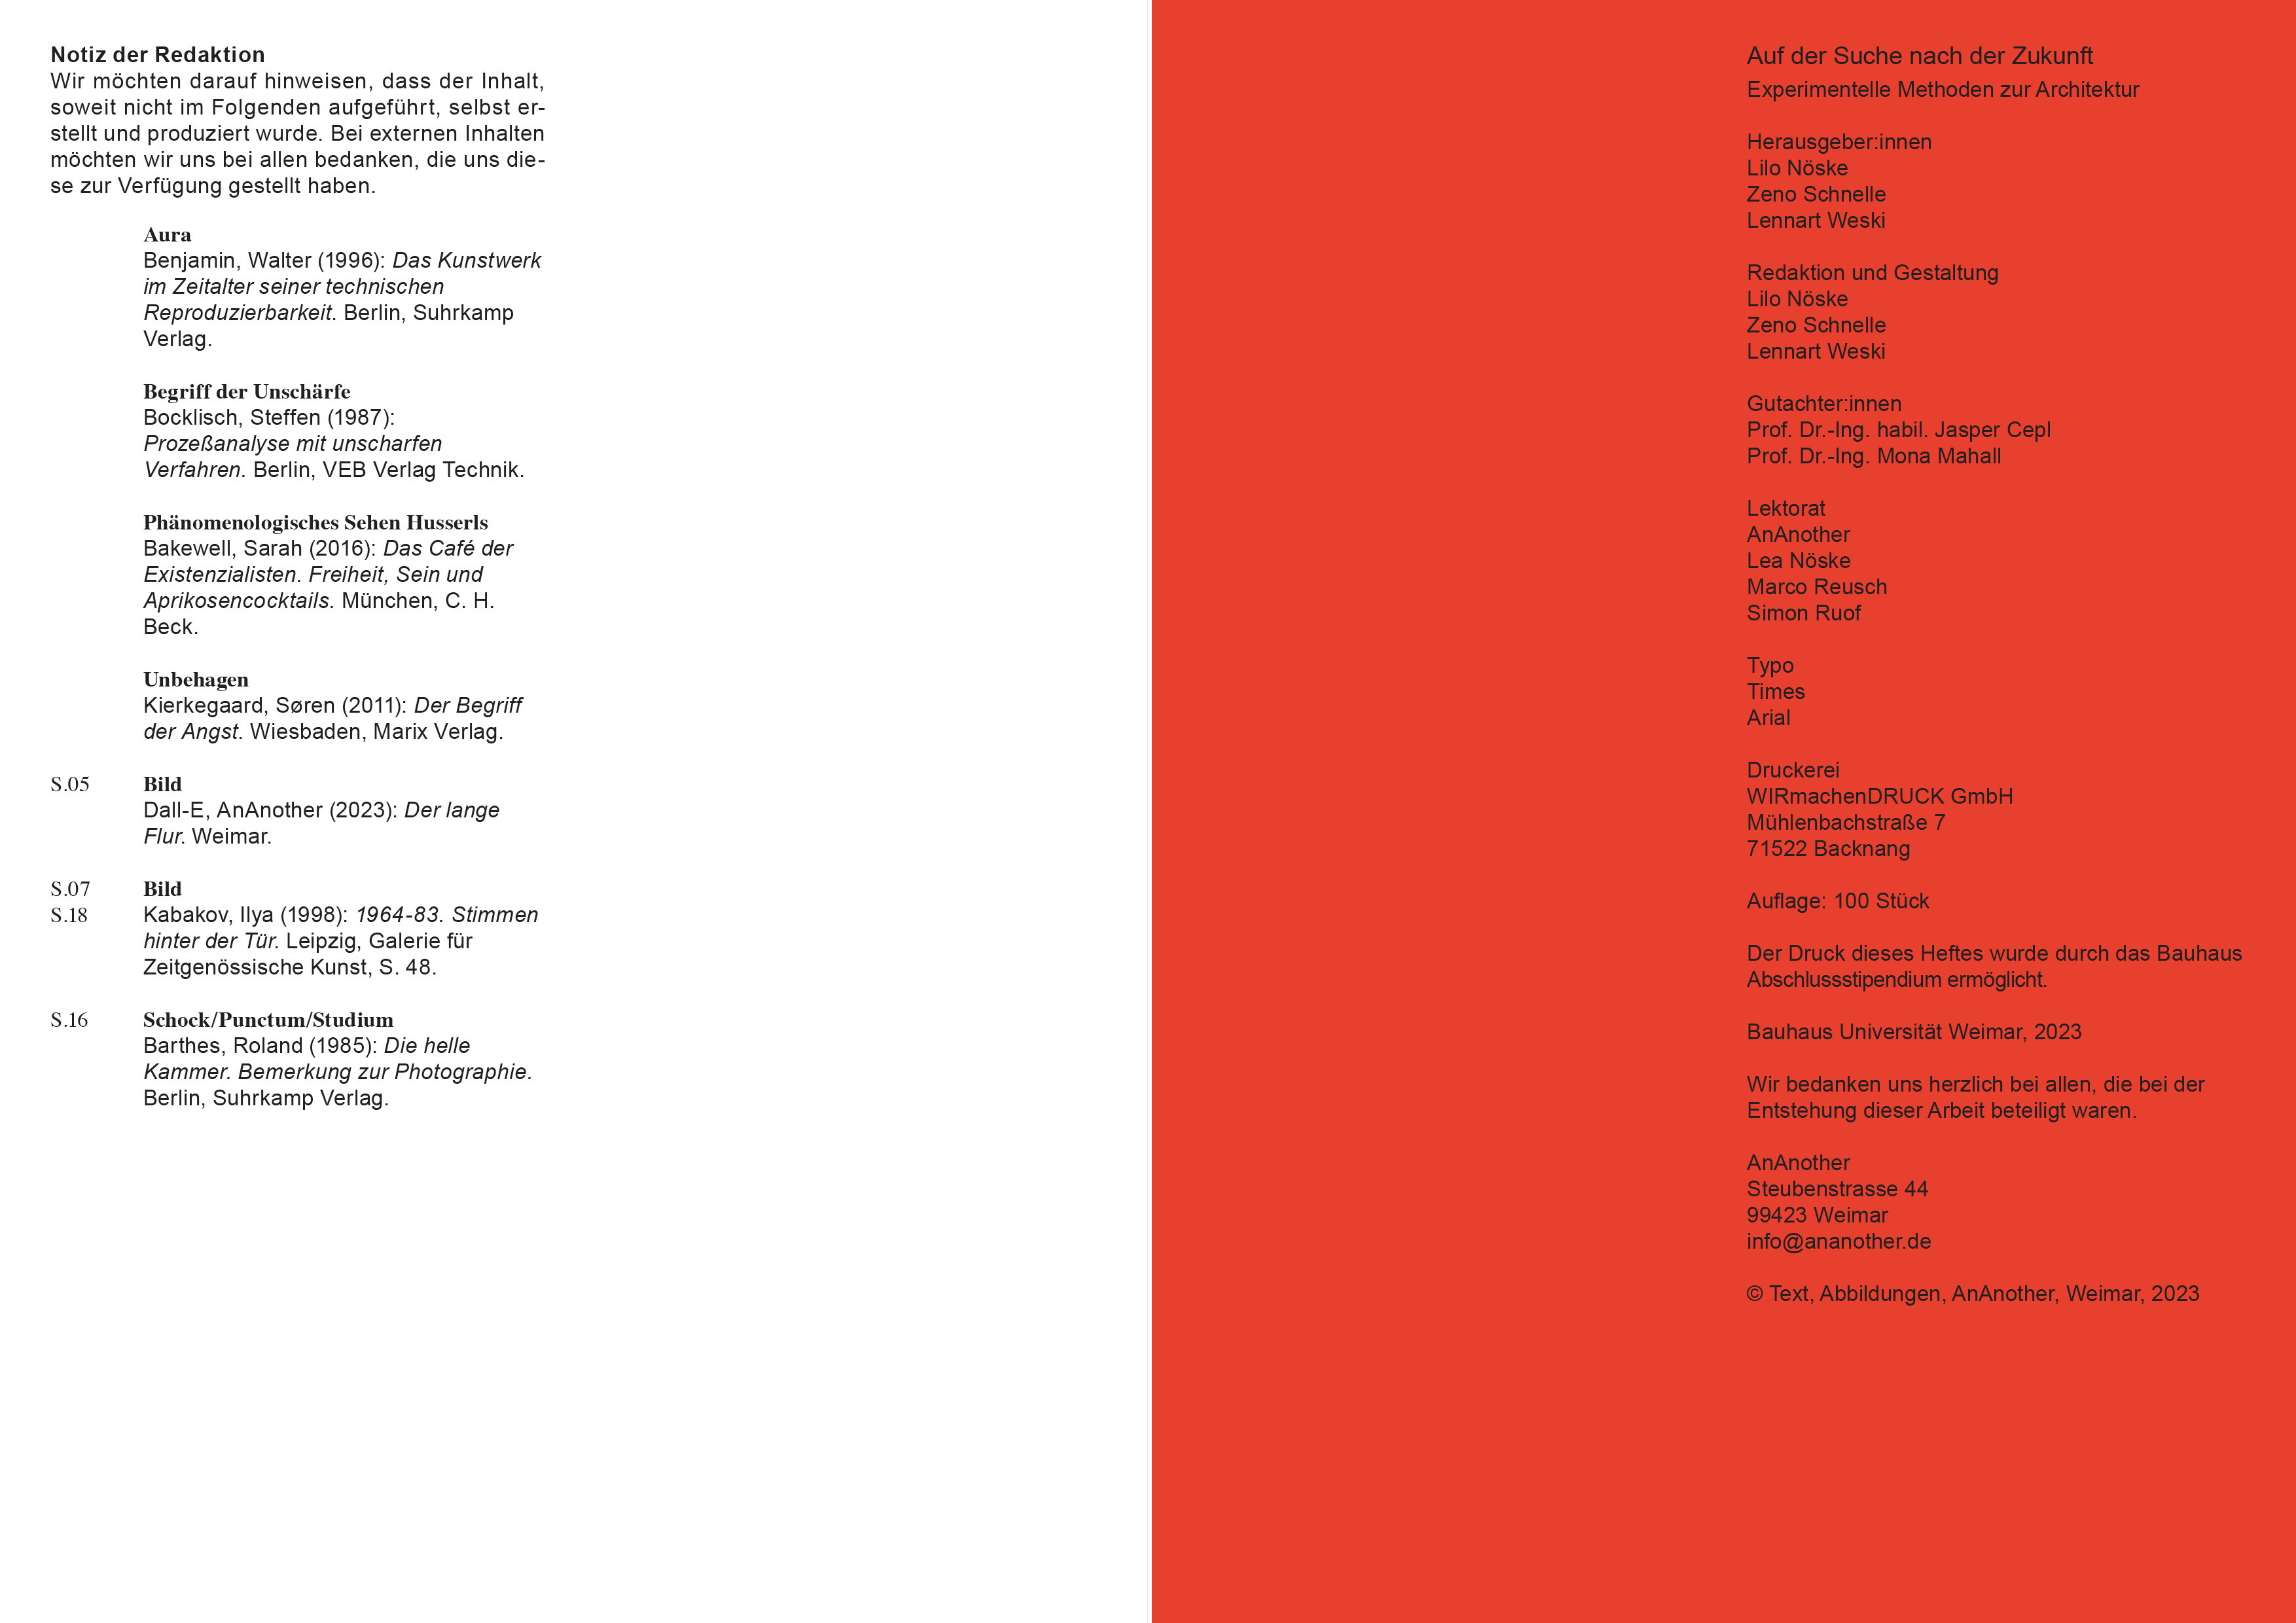 Notiz der Redaktion
Wir möchten darauf hinweisen, dass der Inhalt,
soweit nicht im Folgenden aufgeführt, selbst er-
stellt und produziert wurde. Bei externen Inhalten
möchten wir uns bei allen bedanken, die uns die-
se zur Verfügung gestellt haben.
Aura
Benjamin, Walter (1996): Das Kunstwerk
im Zeitalter seiner technischen
Reproduzierbarkeit. Berlin, Suhrkamp
Verlag.
Begriff der Unschärfe
Bocklisch, Steffen (1987):
Prozeßanalyse mit unscharfen
Verfahren. Berlin, VEB Verlag Technik.
Phänomenologisches Sehen Husserls
Bakewell, Sarah (2016): Das Café der
Existenzialisten. Freiheit, Sein und
Aprikosencocktails. München, C. H.
Beck.
Unbehagen
Kierkegaard, Søren (2011): Der Begriff
der Angst. Wiesbaden, Marix Verlag.
S.05 Bild
Dall-E, AnAnother (2023): Der lange
Flur. Weimar.
S.07 Bild
S.18 Kabakov, Ilya (1998): 1964-83. Stimmen
hinter der Tür. Leipzig, Galerie für
Zeitgenössische Kunst, S. 48.
S.16 Schock/Punctum/Studium
Barthes, Roland (1985): Die helle
Kammer. Bemerkung zur Photographie.
Berlin, Suhrkamp Verlag.
Auf der Suche nach der Zukunft
Experimentelle Methoden zur Architektur
Herausgeber:innen
Lilo Nöske
Zeno Schnelle
Lennart Weski
Redaktion und Gestaltung
Lilo Nöske
Zeno Schnelle
Lennart Weski
Gutachter:innen
Prof. Dr.-Ing. habil. Jasper Cepl
Prof. Dr.-Ing. Mona Mahall
Lektorat
AnAnother
Lea Nöske
Marco Reusch
Simon Ruof
Typo
Times
Arial
Druckerei
WIRmachenDRUCK GmbH
Mühlenbachstraße 7
71522 Backnang
Auflage: 100 Stück
Der Druck dieses Heftes wurde durch das Bauhaus
Abschlussstipendium ermöglicht.
Bauhaus Universität Weimar, 2023
Wir bedanken uns herzlich bei allen, die bei der
Entstehung dieser Arbeit beteiligt waren.
AnAnother
Steubenstrasse 44
99423 Weimar
info@ananother.de
© Text, Abbildungen, AnAnother, Weimar, 2023